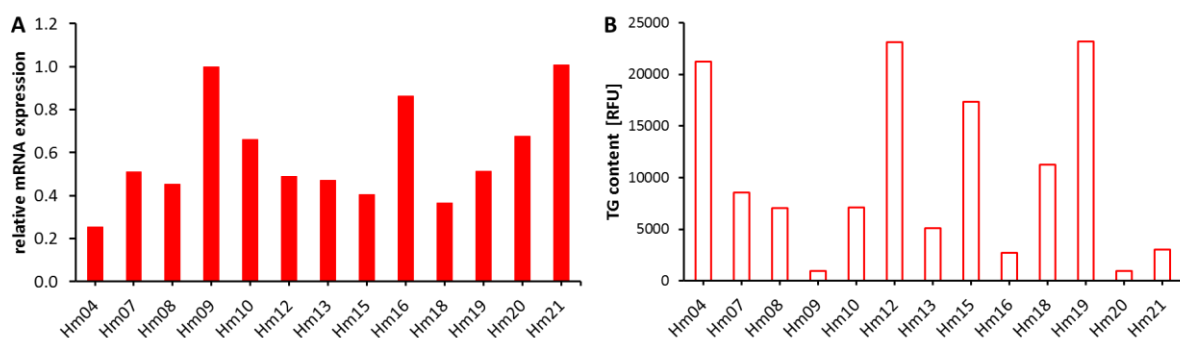 A
relative mRNA expression
1.2
1.0
0.8
0.6
0.4
0.2
0.0
Hm04
Hm07
Hm08
Hm09
Hm10
Hm12
Hm13
Hm15
Hm16
Hm18
Hm19
Hm20
Hm21
B
TG content [RFU]
25000
20000
15000
10000
5000
0
Hm04
Hm07
Hm08
Hm09
Hm10
Hm12
Hm13
Hm15
Hm16
Hm18
Hm19
Hm20
Hm21